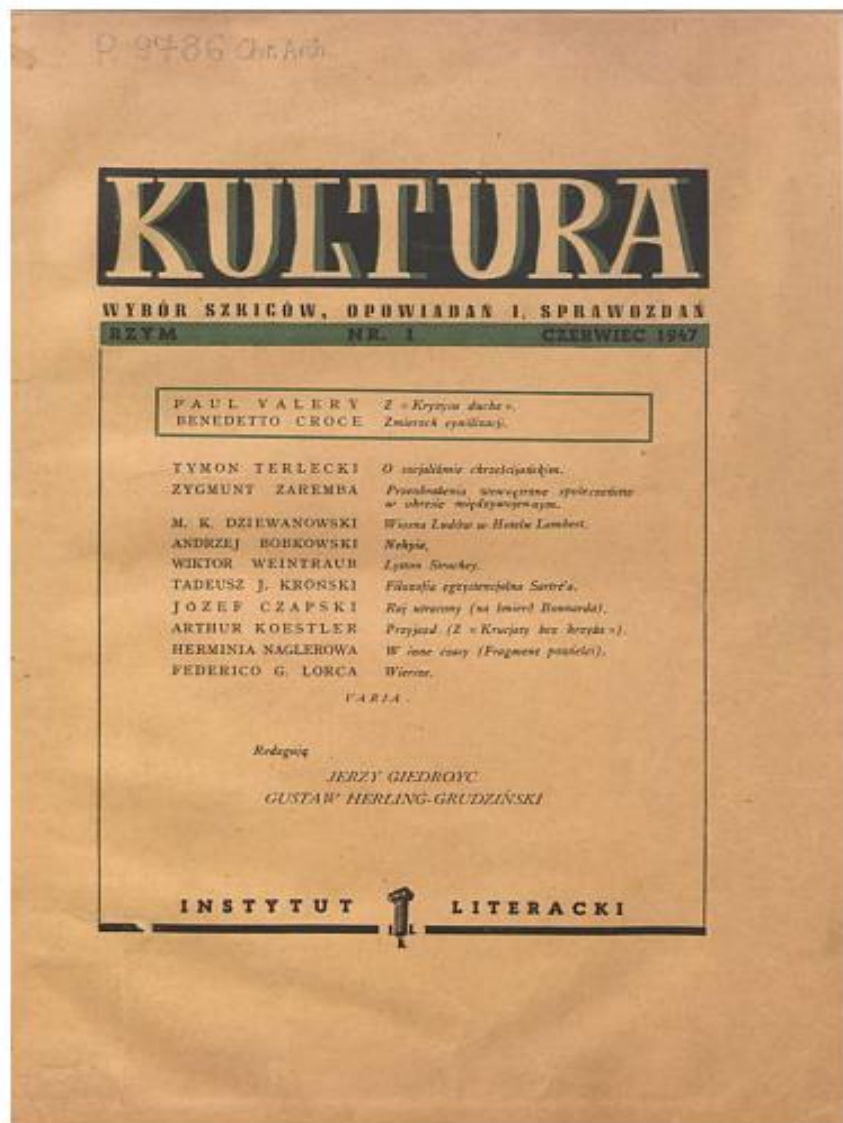 P. 9786 Chr. Arch.
KULTURA
WYBÓR SZKICÓW, OPOWIADAŃ I, SPRAWOZDAŃ
RZYM NR. 1 CZERWIEC 1947
PAUL VALERY Z « Kryzysu ducha ».
BENEDETTO CROCE Zmierzch cywilizacji.
TYMON TERLECKI O socjaliźmie chrześcijańskim.
ZYGMUNT ZAREMBA Przeobrażenia wewnętrzne społeczeństwa
w okresie międzywojennym.
M. K. DZIEWANOWSKI Wiosna Ludów w Hotelu Lambert.
ANDRZEJ BOBKOWSKI Nekyia.
WIKTOR WEINTRAUB Lytton Strachey.
TADEUSZ J. KROŃSKI Filozofia egzystencjalna Sartre'a.
JÓZEF CZAPSKI Raj utracony (na śmierć Bonnarda).
ARTHUR KOESTLER Przyjazd (Z « Krucjaty bez krzyża »).
HERMINIA NAGLEROWA W inne czasy (Fragment powieści).
FEDERICO G. LORCA Wiersze.
VARIA.
Redagują
JERZY GIEDROYC
GUSTAW HERLING-GRUDZIŃSKI
INSTYTUT LITERACKI